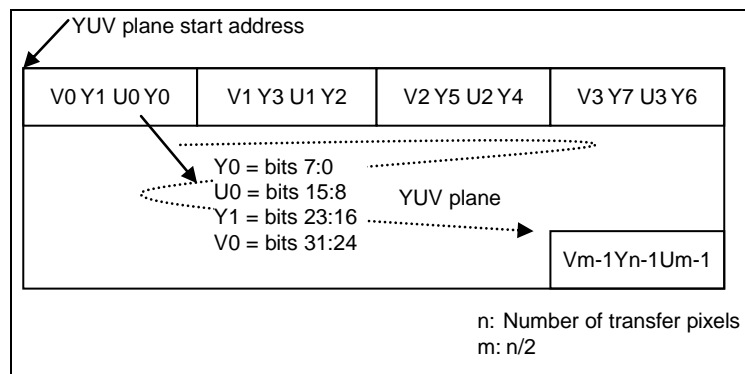 YUV plane start address
V0 Y1 U0 Y0
V1 Y3 U1 Y2
V2 Y5 U2 Y4
V3 Y7 U3 Y6
Y0 = bits 7:0
U0 = bits 15:8
Y1 = bits 23:16
V0 = bits 31:24
YUV plane
Vm-1Yn-1Um-1
n: Number of transfer pixels
m: n/2